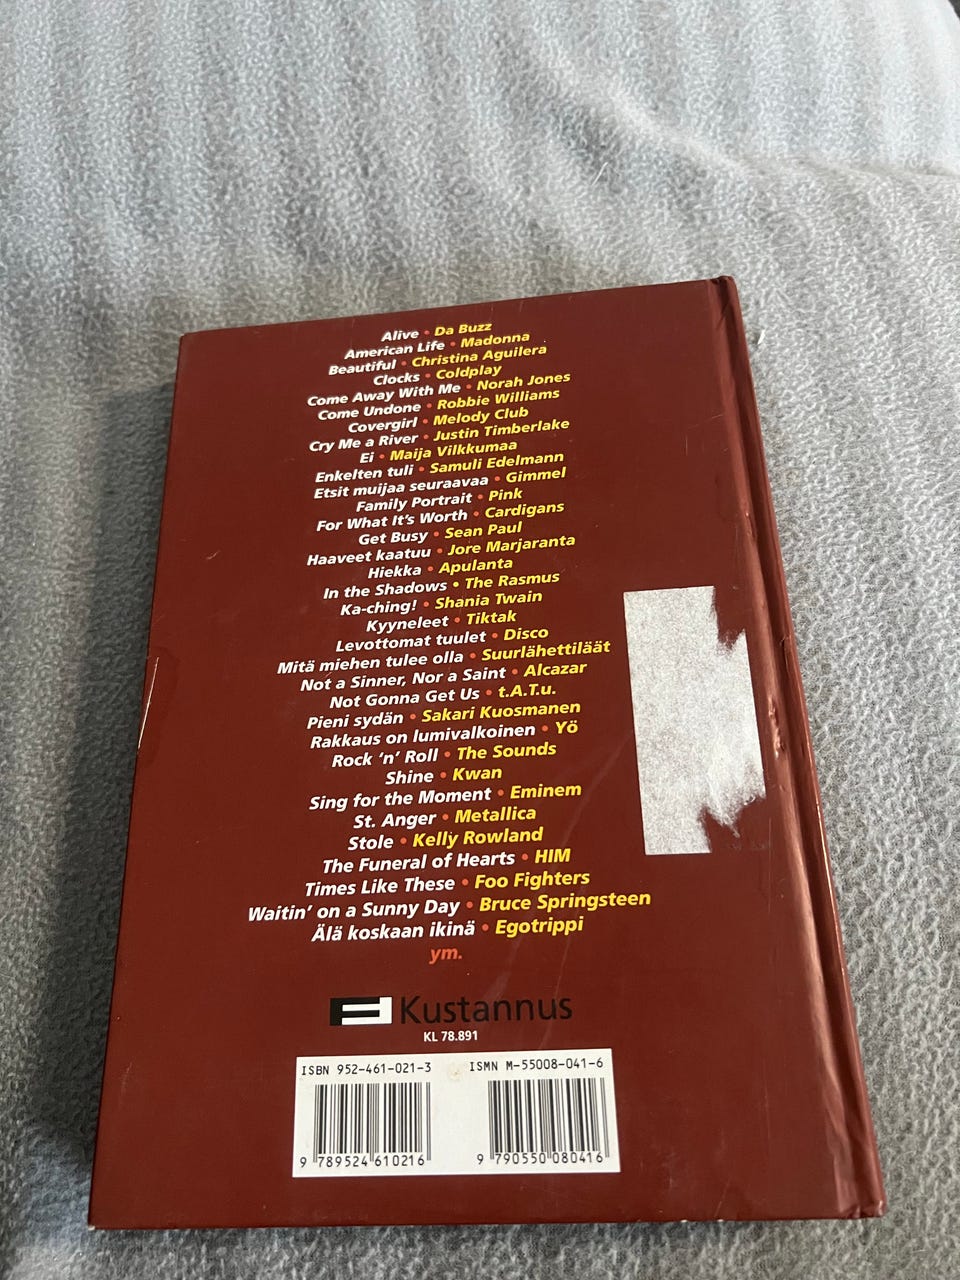 Alive • Da Buzz
American Life • Madonna
Beautiful • Christina Aguilera
Clocks • Coldplay
Come Away With Me • Norah Jones
Come Undone • Robbie Williams
Covergirl • Melody Club
Cry Me a River • Justin Timberlake
Ei • Maija Vilkkumaa
Enkelten tuli • Samuli Edelmann
Etsit muijaa seuraavaa • Gimmel
Family Portrait • Pink
For What It's Worth • Cardigans
Get Busy • Sean Paul
Haaveet kaatuu • Jore Marjaranta
Hiekka • Apulanta
In the Shadows • The Rasmus
Ka-ching! • Shania Twain
Kyyneleet • Tiktak
Levottomat tuulet • Disco
Mitä miehen tulee olla • Suurlähettiläät
Not a Sinner, Nor a Saint • Alcazar
Not Gonna Get Us • t.A.T.u.
Pieni sydän • Sakari Kuosmanen
Rakkaus on lumivalkoinen • Yö
Rock 'n' Roll • The Sounds
Shine • Kwan
Sing for the Moment • Eminem
St. Anger • Metallica
Stole • Kelly Rowland
The Funeral of Hearts • HIM
Times Like These • Foo Fighters
Waitin' on a Sunny Day • Bruce Springsteen
Älä koskaan ikinä • Egotrippi
ym.
F Kustannus
KL 78.891
ISBN 952-461-021-3 ISMN M-55008-041-6
9 789524 610216 9 790550 080416